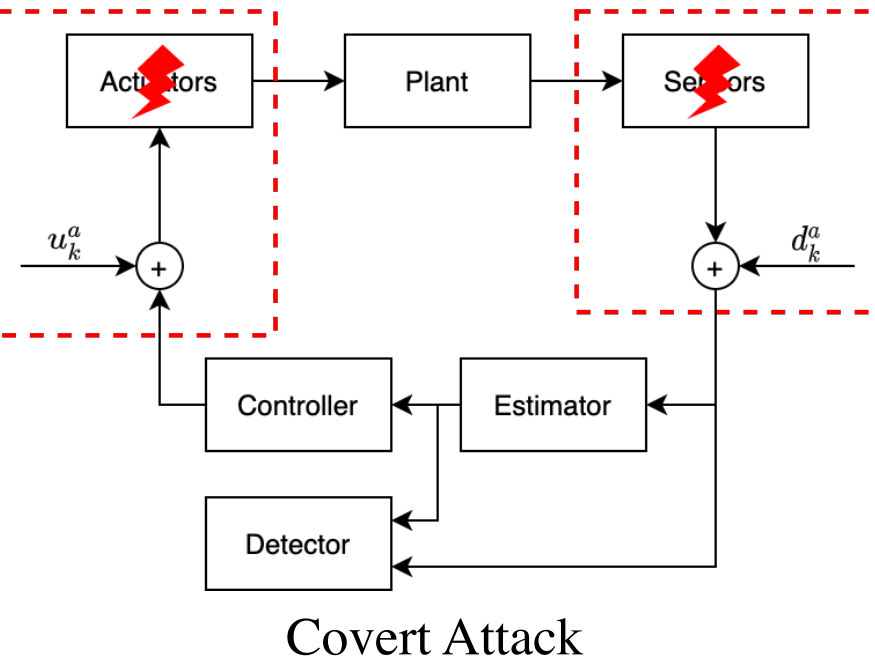 Actuators
Plant
Sensors
u_k^a
+
+
d_k^a
Controller
Estimator
Detector
Covert Attack